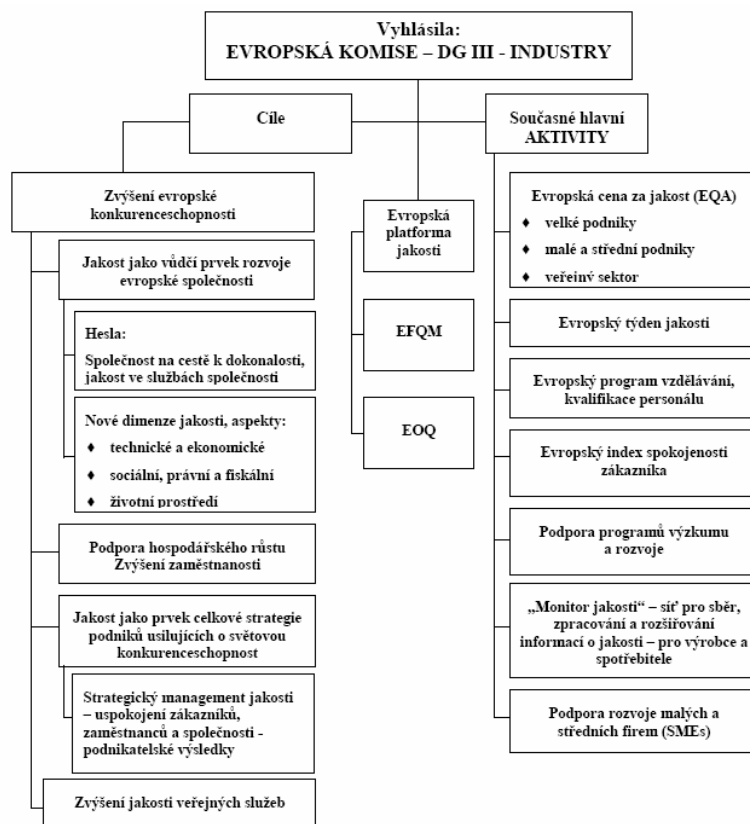 Vyhlásila:
EVROPSKÁ KOMISE – DG III - INDUSTRY
Cíle
Současné hlavní
AKTIVITY
Zvýšení evropské
konkurenceschopnosti
Jakost jako vůdčí prvek rozvoje
evropské společnosti
Hesla:
Společnost na cestě k dokonalosti,
jakost ve službách společnosti
Nové dimenze jakosti, aspekty:
♦ technické a ekonomické
♦ sociální, právní a fiskální
♦ životní prostředí
Podpora hospodářského růstu
Zvýšení zaměstnanosti
Jakost jako prvek celkové strategie
podniků usilujících o světovou
konkurenceschopnost
Strategický management jakosti
– uspokojení zákazníků,
zaměstnanců a společnosti -
podnikatelské výsledky
Zvýšení jakosti veřejných služeb
Evropská
platforma
jakosti
EFQM
EOQ
Evropská cena za jakost (EQA)
♦ velké podniky
♦ malé a střední podniky
♦ veřejný sektor
Evropský týden jakosti
Evropský program vzdělávání,
kvalifikace personálu
Evropský index spokojenosti
zákazníka
Podpora programů výzkumu
a rozvoje
„Monitor jakosti“ – síť pro sběr,
zpracování a rozšiřování
informací o jakosti – pro výrobce a
spotřebitele
Podpora rozvoje malých a
středních firem (SMEs)